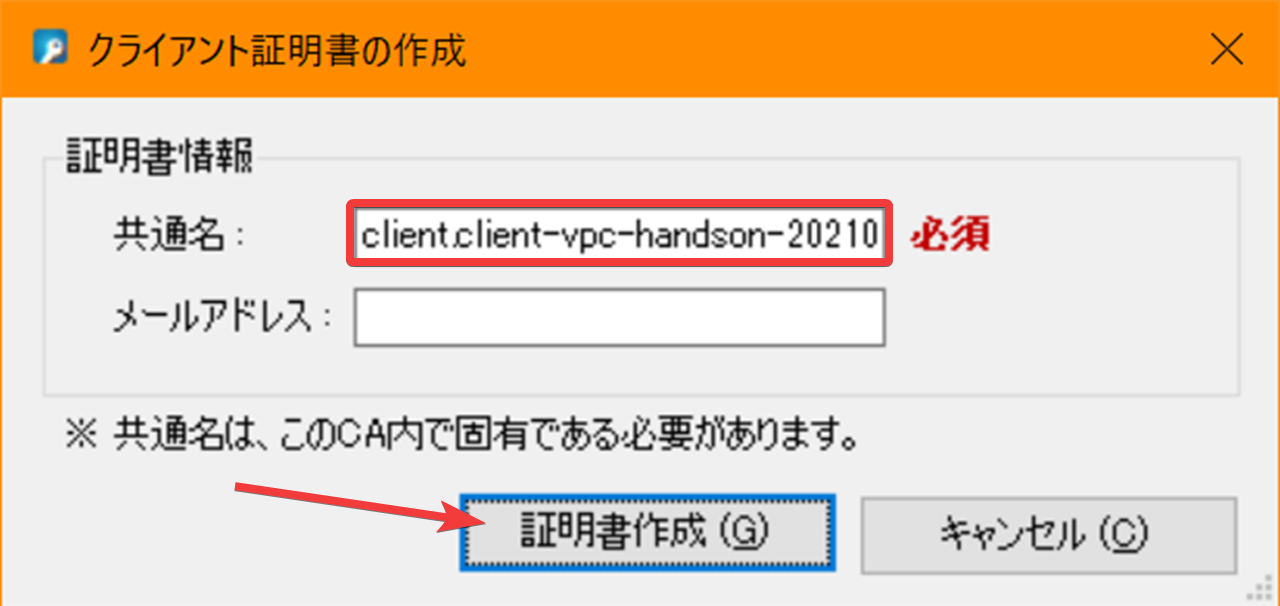 クライアント証明書の作成
証明書情報
共通名: client.client-vpc-handson-20210 必須
メールアドレス:
※ 共通名は、このCA内で固有である必要があります。
証明書作成(G) キャンセル(C)